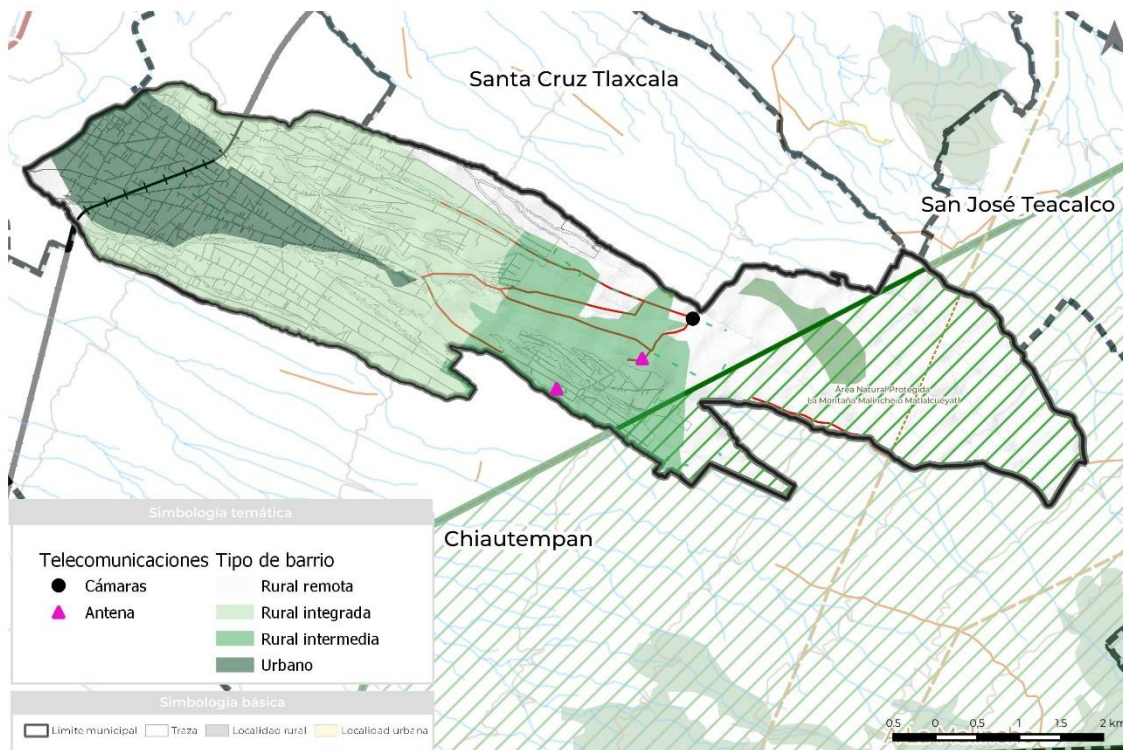 Santa Cruz Tlaxcala
San José Teacalco
Área Natural Protegida
La Montaña Malinche o Matlalcuéyatl
Chiautempan
Simbología temática
Telecomunicaciones
Cámaras
Antena
Tipo de barrio
Rural remota
Rural integrada
Rural intermedia
Urbano
Simbología básica
Límite municipal Traza Localidad rural Localidad urbana
0.5 0 0.5 1 1.5 2 km